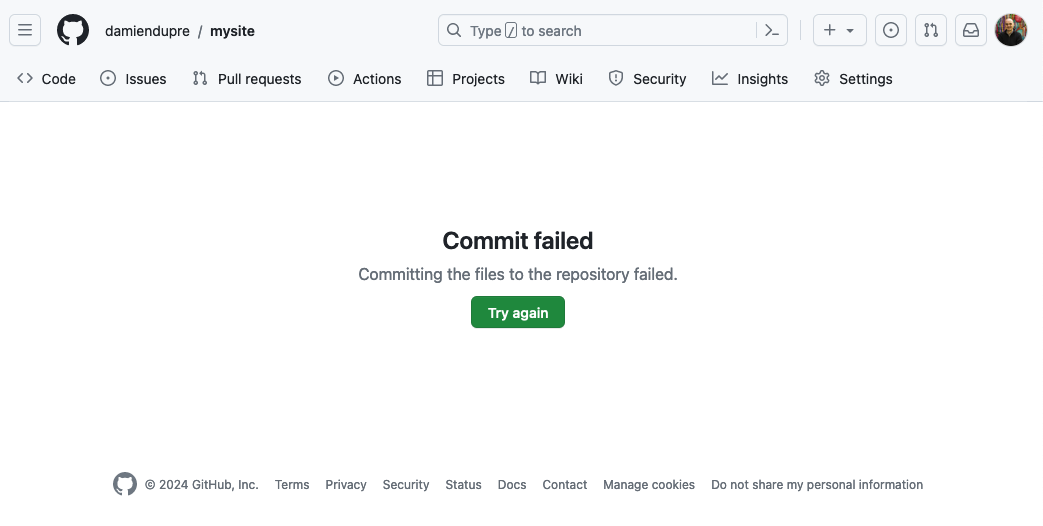 damiendupre / mysite
Type / to search
Code Issues Pull requests Actions Projects Wiki Security Insights Settings
Commit failed
Committing the files to the repository failed.
Try again
© 2024 GitHub, Inc. Terms Privacy Security Status Docs Contact Manage cookies Do not share my personal information